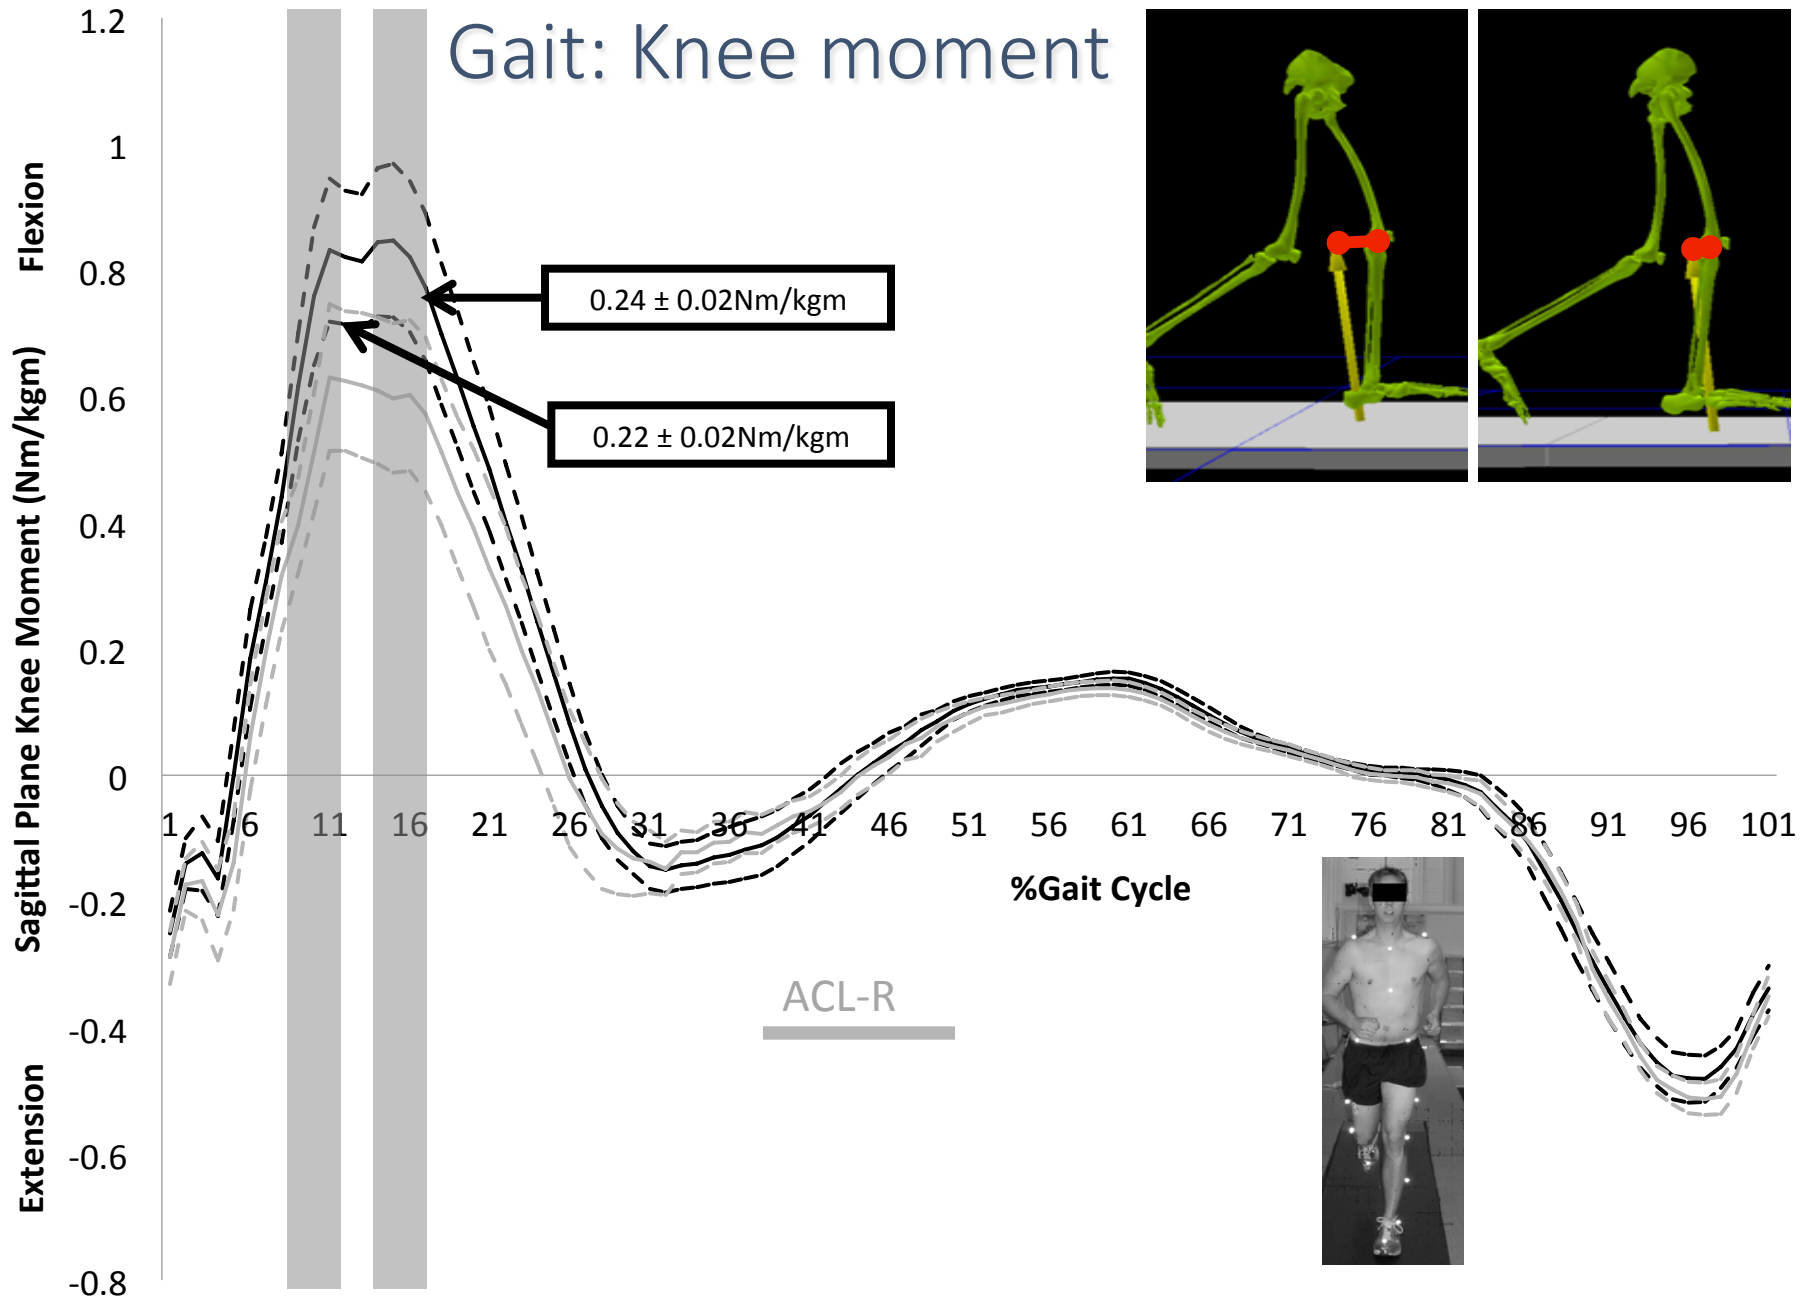 Gait: Knee moment
1.2
1
0.8
0.6
0.4
0.2
0
-0.2
-0.4
-0.6
-0.8
Flexion
Sagittal Plane Knee Moment (Nm/kgm)
Extension
0.24 ± 0.02Nm/kgm
0.22 ± 0.02Nm/kgm
1 6 11 16 21 26 31 36 41 46 51 56 61 66 71 76 81 86 91 96 101
%Gait Cycle
ACL-R